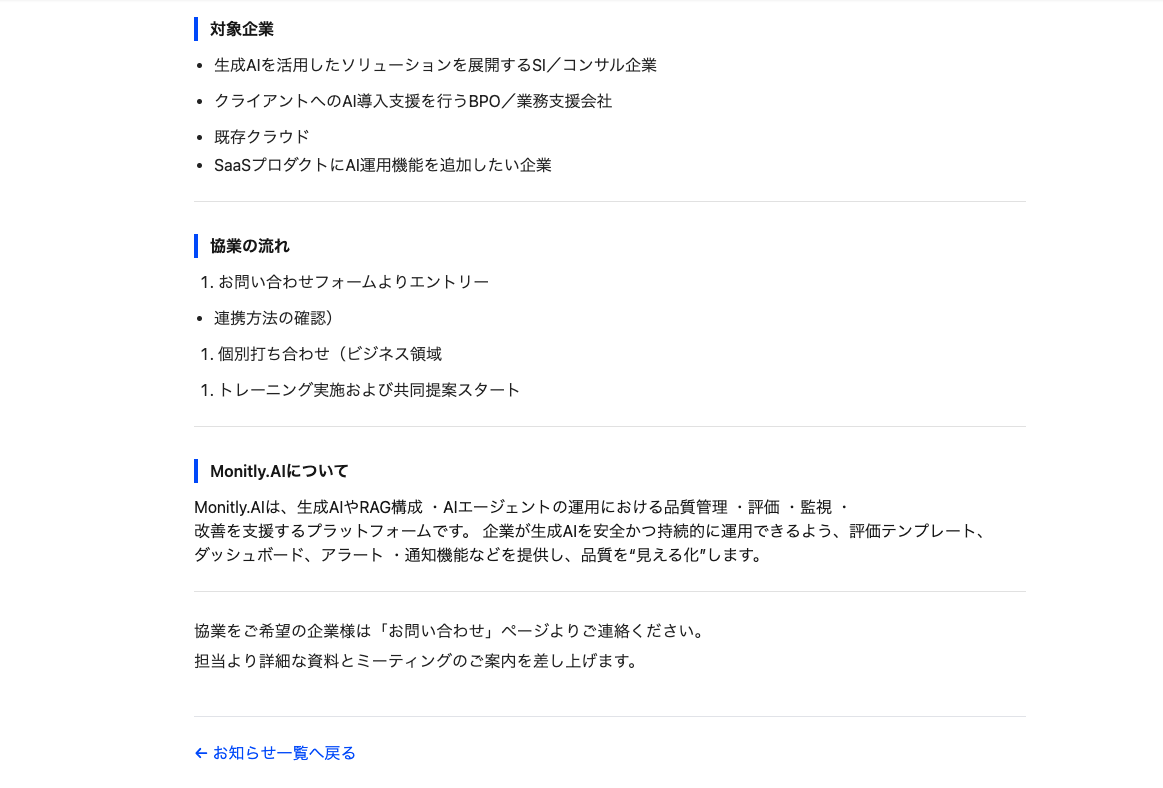 対象企業
• 生成AIを活用したソリューションを展開するSI／コンサル企業
• クライアントへのAI導入支援を行うBPO／業務支援会社
• 既存クラウド
• SaaSプロダクトにAI運用機能を追加したい企業
協業の流れ
1. お問い合わせフォームよりエントリー
• 連携方法の確認）
1. 個別打ち合わせ（ビジネス領域
1. トレーニング実施および共同提案スタート
Monitly.AIについて
Monitly.AIは、生成AIやRAG構成 ・AIエージェントの運用における品質管理 ・評価 ・監視 ・
改善を支援するプラットフォームです。 企業が生成AIを安全かつ持続的に運用できるよう、評価テンプレート、
ダッシュボード、アラート ・通知機能などを提供し、品質を“見える化”します。
協業をご希望の企業様は「お問い合わせ」ページよりご連絡ください。
担当より詳細な資料とミーティングのご案内を差し上げます。
← お知らせ一覧へ戻る